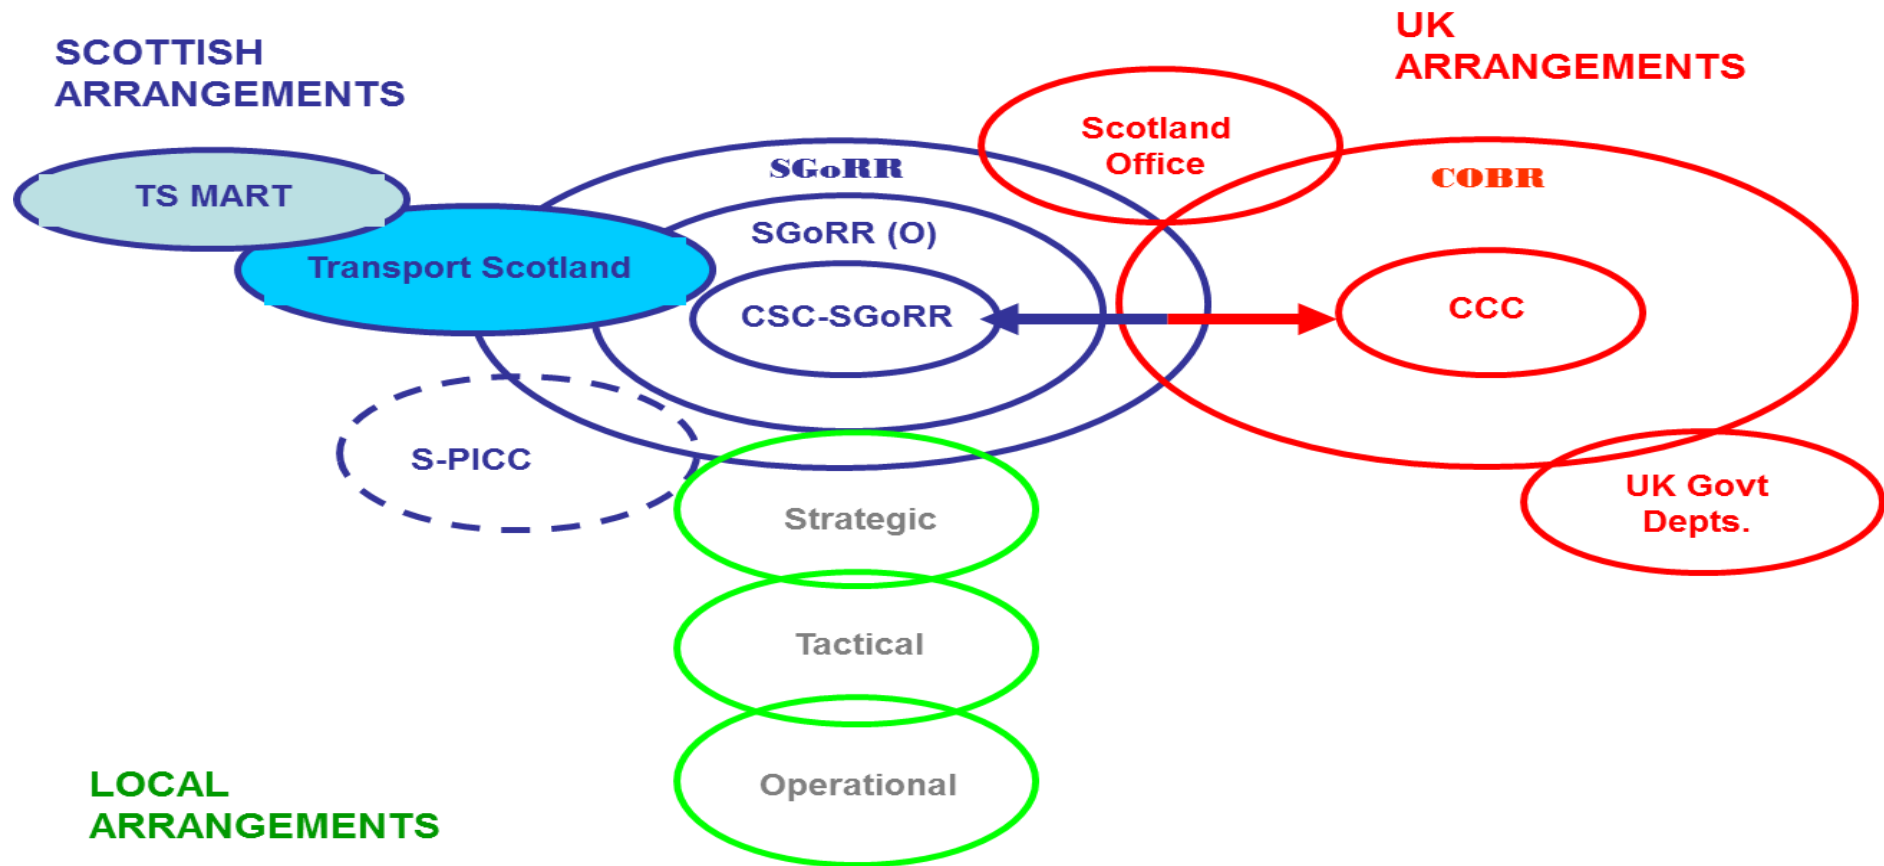 SCOTTISH
ARRANGEMENTS
UK
ARRANGEMENTS
TS MART
Transport Scotland
SGoRR
SGoRR (O)
CSC-SGoRR
Scotland
Office
COBR
CCC
UK Govt
Depts.
S-PICC
Strategic
Tactical
Operational
LOCAL
ARRANGEMENTS